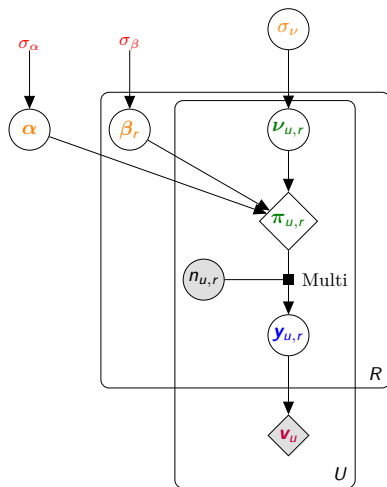 σ_α σ_β σ_ν
α β_r ν_{u,r}
π_{u,r}
n_{u,r} Multi
y_{u,r}
R
v_u
U